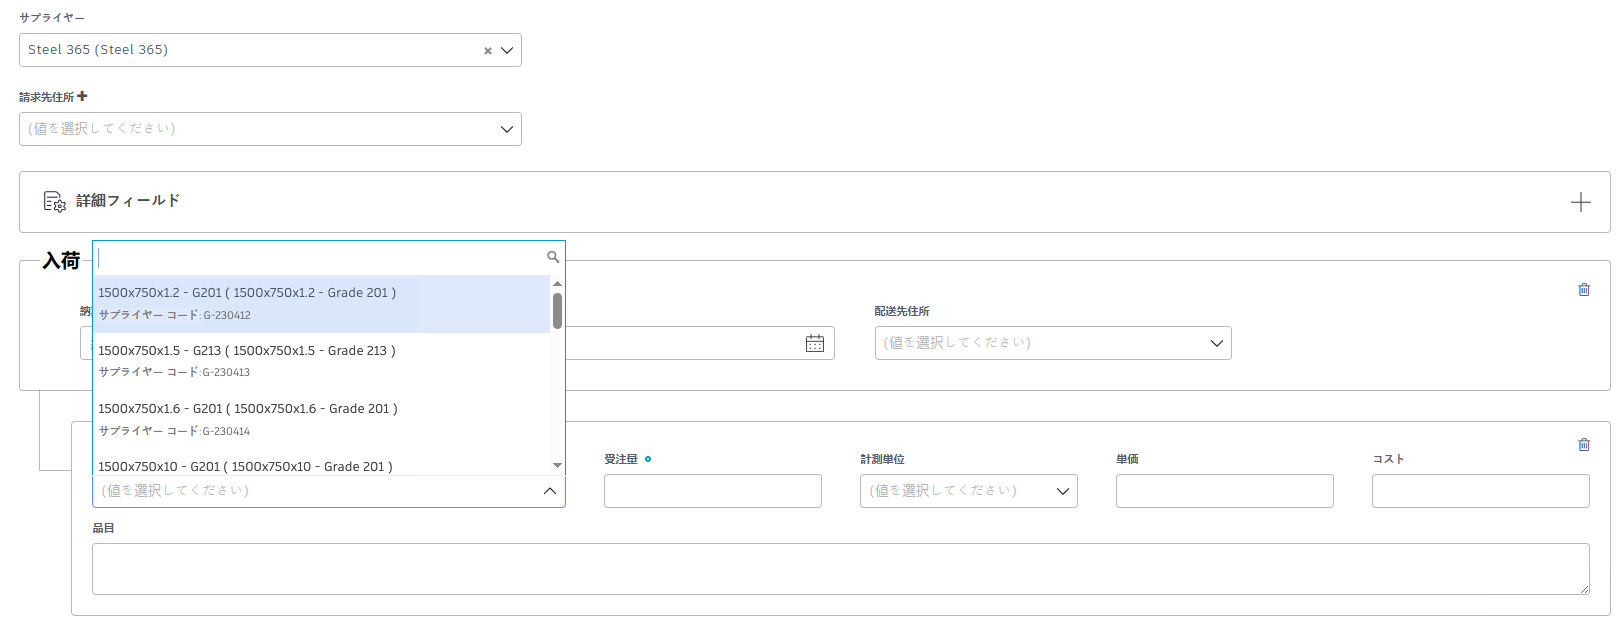 サプライヤー
Steel 365 (Steel 365)
請求先住所
(値を選択してください)
詳細フィールド
入荷
1500x750x1.2 - G201 ( 1500x750x1.2 - Grade 201 )
サプライヤー コード: G-230412
1500x750x1.5 - G213 ( 1500x750x1.5 - Grade 213 )
サプライヤー コード: G-230413
1500x750x1.6 - G201 ( 1500x750x1.6 - Grade 201 )
サプライヤー コード: G-230414
1500x750x10 - G201 ( 1500x750x10 - Grade 201 )
(値を選択してください)
配送先住所
(値を選択してください)
受注量
計測単位
(値を選択してください)
単価
コスト
品目